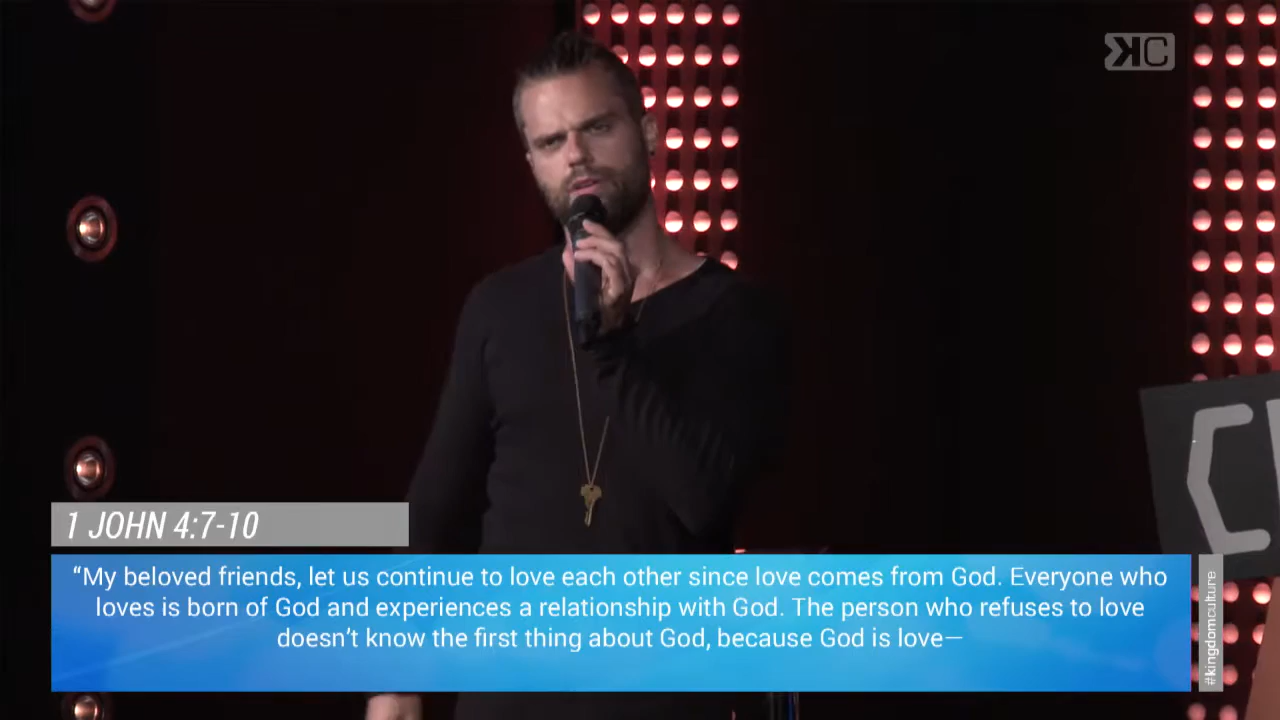 KC
1 JOHN 4:7-10
“My beloved friends, let us continue to love each other since love comes from God. Everyone who
loves is born of God and experiences a relationship with God. The person who refuses to love
doesn’t know the first thing about God, because God is love—
#kingdomculture